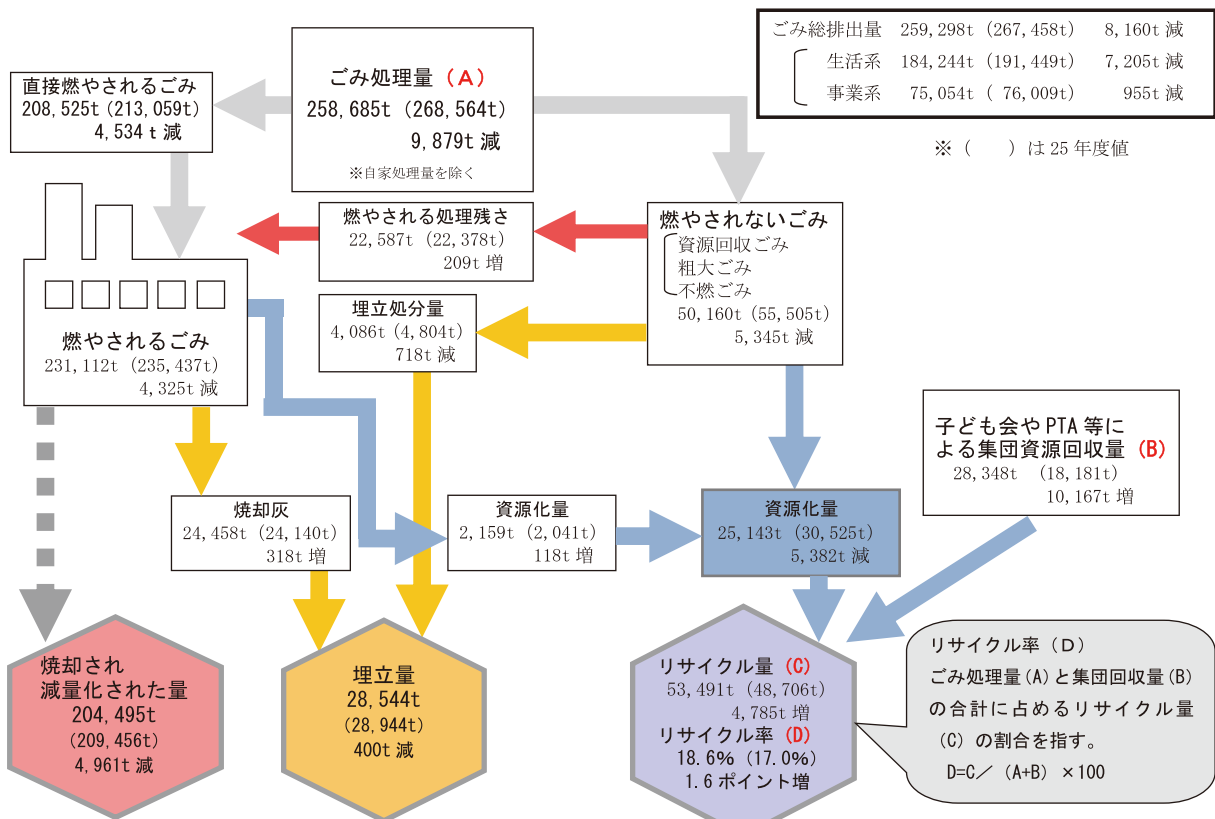 ごみ総排出量 259,298t (267,458t) 8,160t 減
生活系 184,244t (191,449t) 7,205t 減
事業系 75,054t ( 76,009t) 955t 減
※（　）は 25 年度値
ごみ処理量（A）
258,685t (268,564t)
9,879t 減
※自家処理量を除く
直接燃やされるごみ
208,525t (213,059t)
4,534 t 減
燃やされる処理残さ
22,587t (22,378t)
209t 増
燃やされないごみ
資源回収ごみ
粗大ごみ
不燃ごみ
50,160t (55,505t)
5,345t 減
埋立処分量
4,086t (4,804t)
718t 減
燃やされるごみ
231,112t (235,437t)
4,325t 減
子ども会や PTA 等に
よる集団資源回収量（B）
28,348t (18,181t)
10,167t 増
焼却灰
24,458t (24,140t)
318t 増
資源化量
2,159t (2,041t)
118t 増
資源化量
25,143t (30,525t)
5,382t 減
焼却され
減量化された量
204,495t
(209,456t)
4,961t 減
埋立量
28,544t
(28,944t)
400t 減
リサイクル量（C）
53,491t (48,706t)
4,785t 増
リサイクル率（D）
18.6% (17.0%)
1.6 ポイント増
リサイクル率（D）
ごみ処理量(A)と集団回収量(B)
の合計に占めるリサイクル量
（C）の割合を指す。
D=C／（A+B）×100